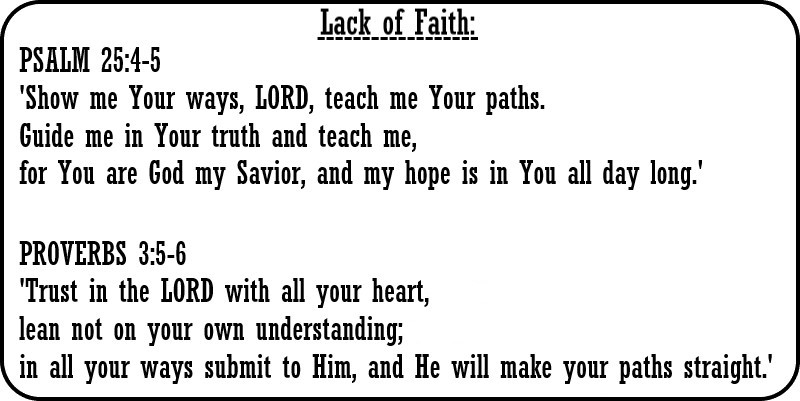 Lack of Faith:
PSALM 25:4-5
'Show me Your ways, LORD, teach me Your paths.
Guide me in Your truth and teach me,
for You are God my Savior, and my hope is in You all day long.'
PROVERBS 3:5-6
'Trust in the LORD with all your heart,
lean not on your own understanding;
in all your ways submit to Him, and He will make your paths straight.'